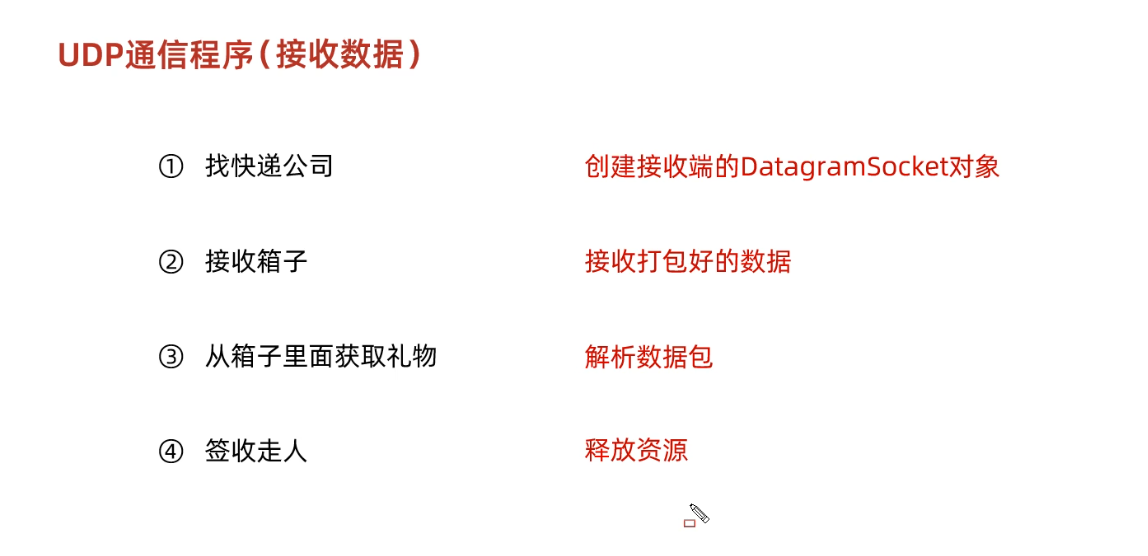 UDP通信程序（接收数据）
① 找快递公司 创建接收端的DatagramSocket对象
② 接收箱子 接收打包好的数据
③ 从箱子里面获取礼物 解析数据包
④ 签收走人 释放资源